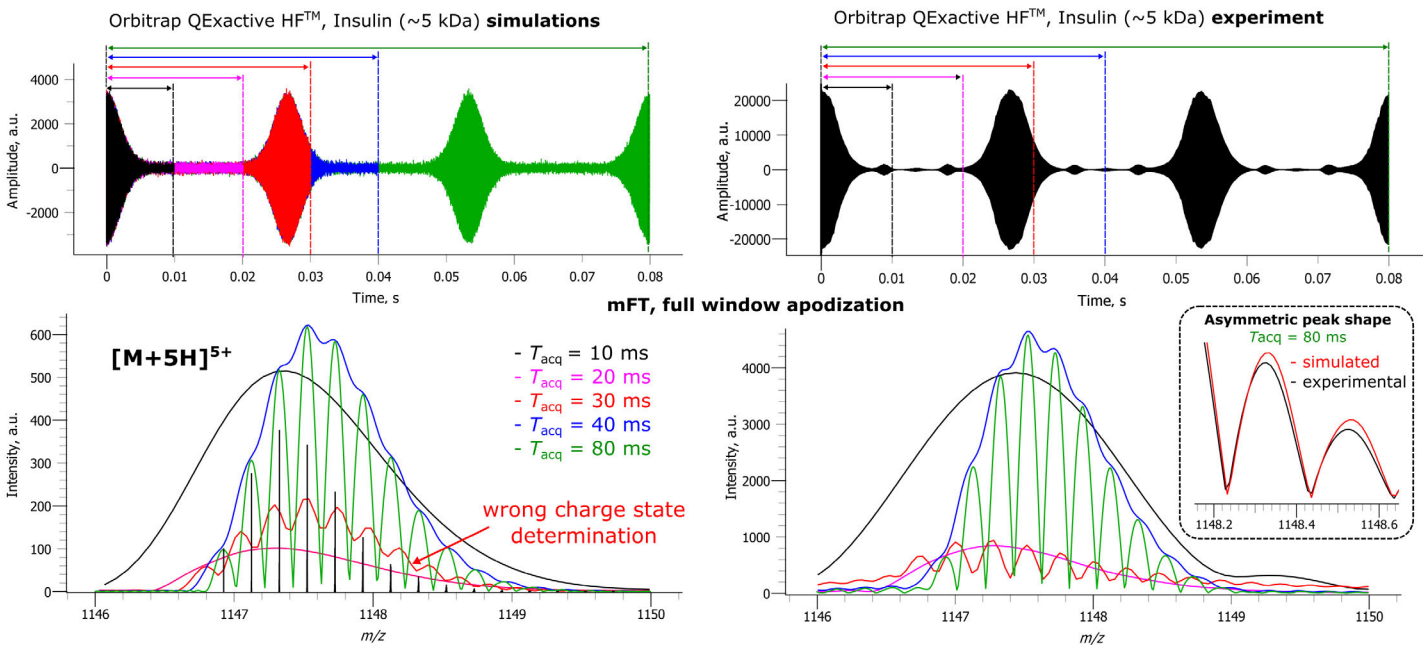 Orbitrap QExactive HF™, Insulin (~5 kDa) simulations
Orbitrap QExactive HF™, Insulin (~5 kDa) experiment
Amplitude, a.u.
4000
2000
0
-2000
0
0.01
0.02
0.03
0.04
0.05
0.06
0.07
0.08
Time, s
Amplitude, a.u.
20000
10000
0
-10000
-20000
0
0.01
0.02
0.03
0.04
0.05
0.06
0.07
0.08
Time, s
mFT, full window apodization
Intensity, a.u.
600
500
400
300
200
100
0
[M+5H]5+
- Tacq = 10 ms
- Tacq = 20 ms
- Tacq = 30 ms
- Tacq = 40 ms
- Tacq = 80 ms
wrong charge state
determination
1146
1147
1148
1149
1150
m/z
Intensity, a.u.
4000
3000
2000
1000
0
1146
1147
1148
1149
1150
m/z
Asymmetric peak shape
Tacq = 80 ms
- simulated
- experimental
1148.2
1148.4
1148.6